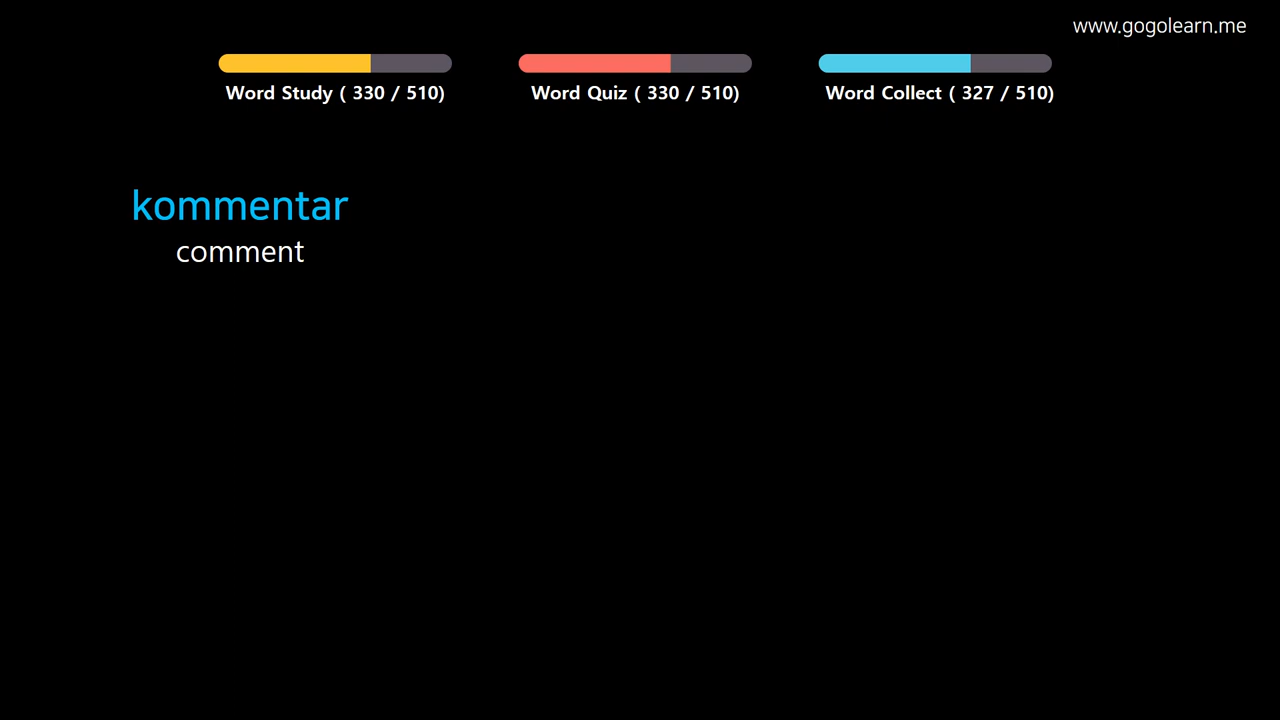 www.gogolearn.me
Word Study ( 330 / 510)
Word Quiz ( 330 / 510)
Word Collect ( 327 / 510)
kommentar
comment